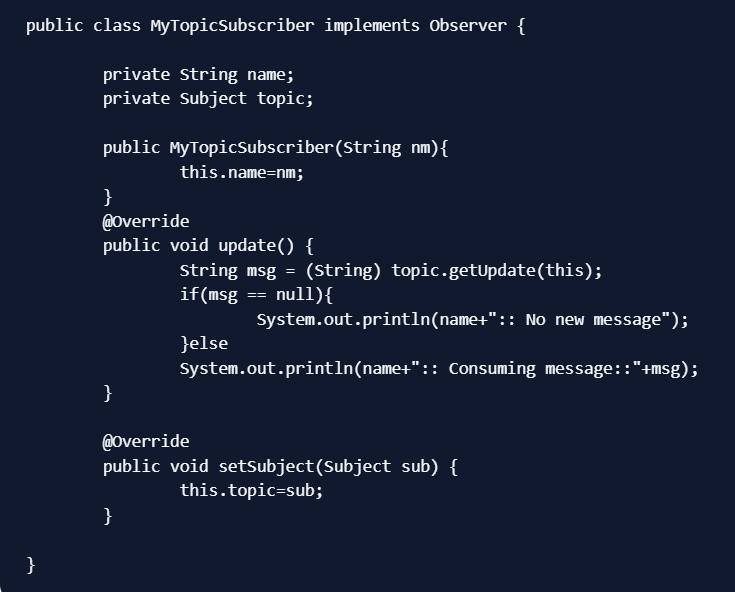 public class MyTopicSubscriber implements Observer {
private String name;
private Subject topic;
public MyTopicSubscriber(String nm){
this.name=nm;
}
@Override
public void update() {
String msg = (String) topic.getUpdate(this);
if(msg == null){
System.out.println(name+":: No new message");
}else
System.out.println(name+":: Consuming message::"+msg);
}
@Override
public void setSubject(Subject sub) {
this.topic=sub;
}
}